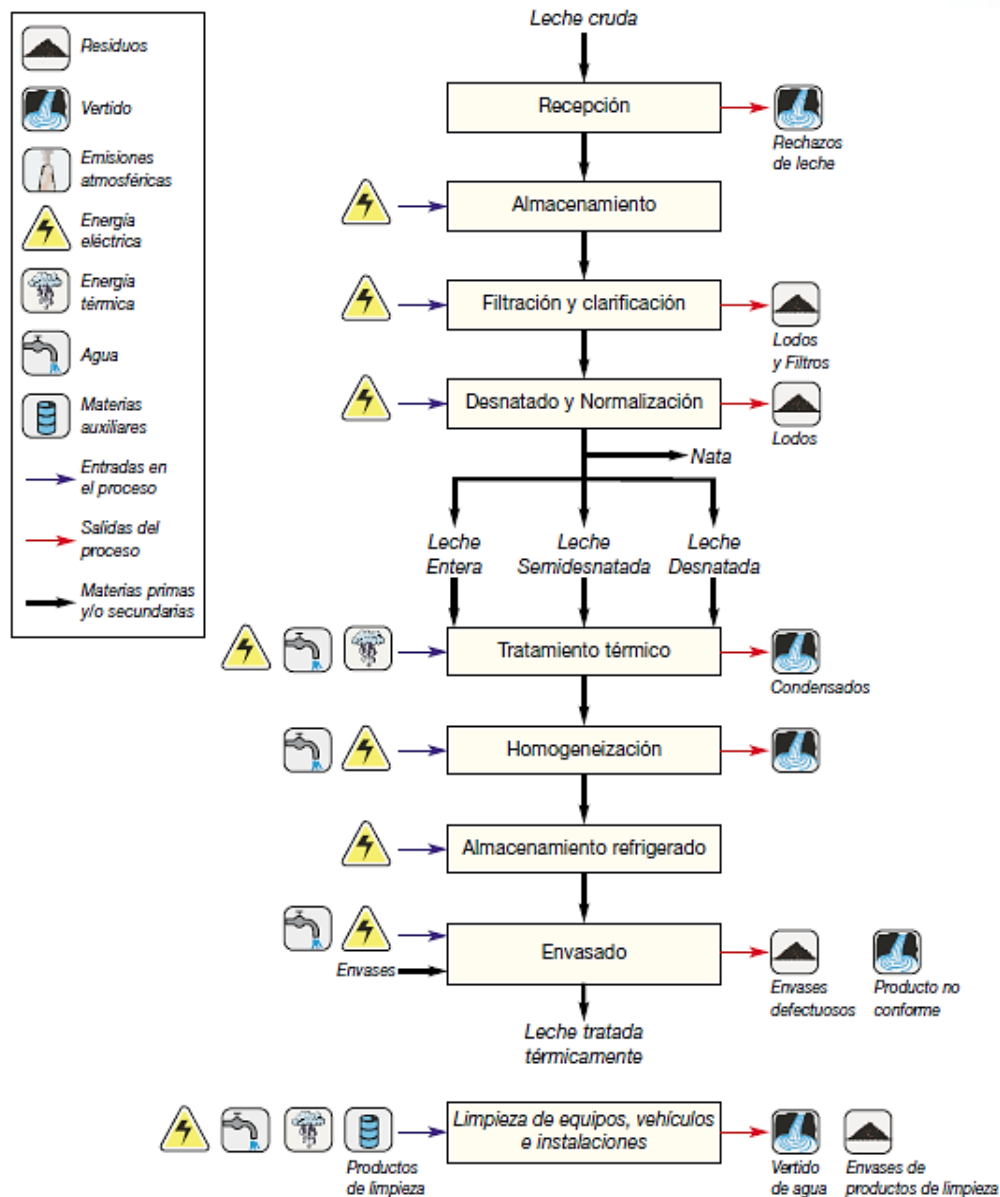 Residuos
Vertido
Emisiones
atmosféricas
Energía
eléctrica
Energía
térmica
Agua
Materias
auxiliares
Entradas en
el proceso
Salidas del
proceso
Materias primas
y/o secundarias
Leche cruda
Recepción
Rechazos
de leche
Almacenamiento
Filtración y clarificación
Lodos
y Filtros
Desnatado y Normalización
Lodos
Nata
Leche
Entera
Leche
Semidesnatada
Leche
Desnatada
Tratamiento térmico
Condensados
Homogeneización
Almacenamiento refrigerado
Envases
Envasado
Envases
defectuosos
Producto no
conforme
Leche tratada
térmicamente
Productos
de limpieza
Limpieza de equipos, vehículos
e instalaciones
Vertido
de agua
Envases de
productos de limpieza